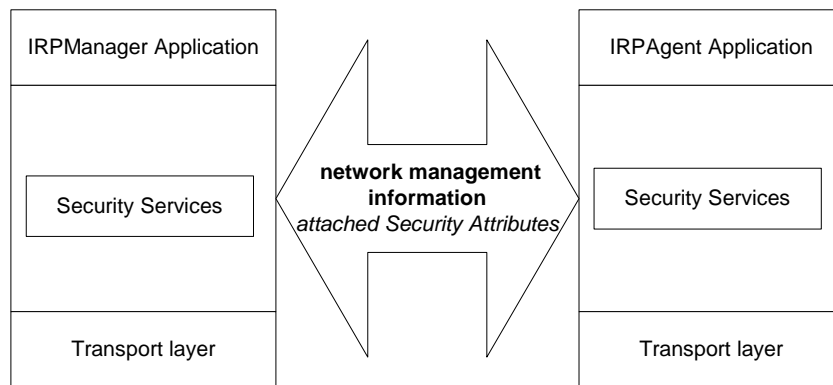 IRPManager Application
Security Services
Transport layer
network management
information
attached Security Attributes
IRPAgent Application
Security Services
Transport layer